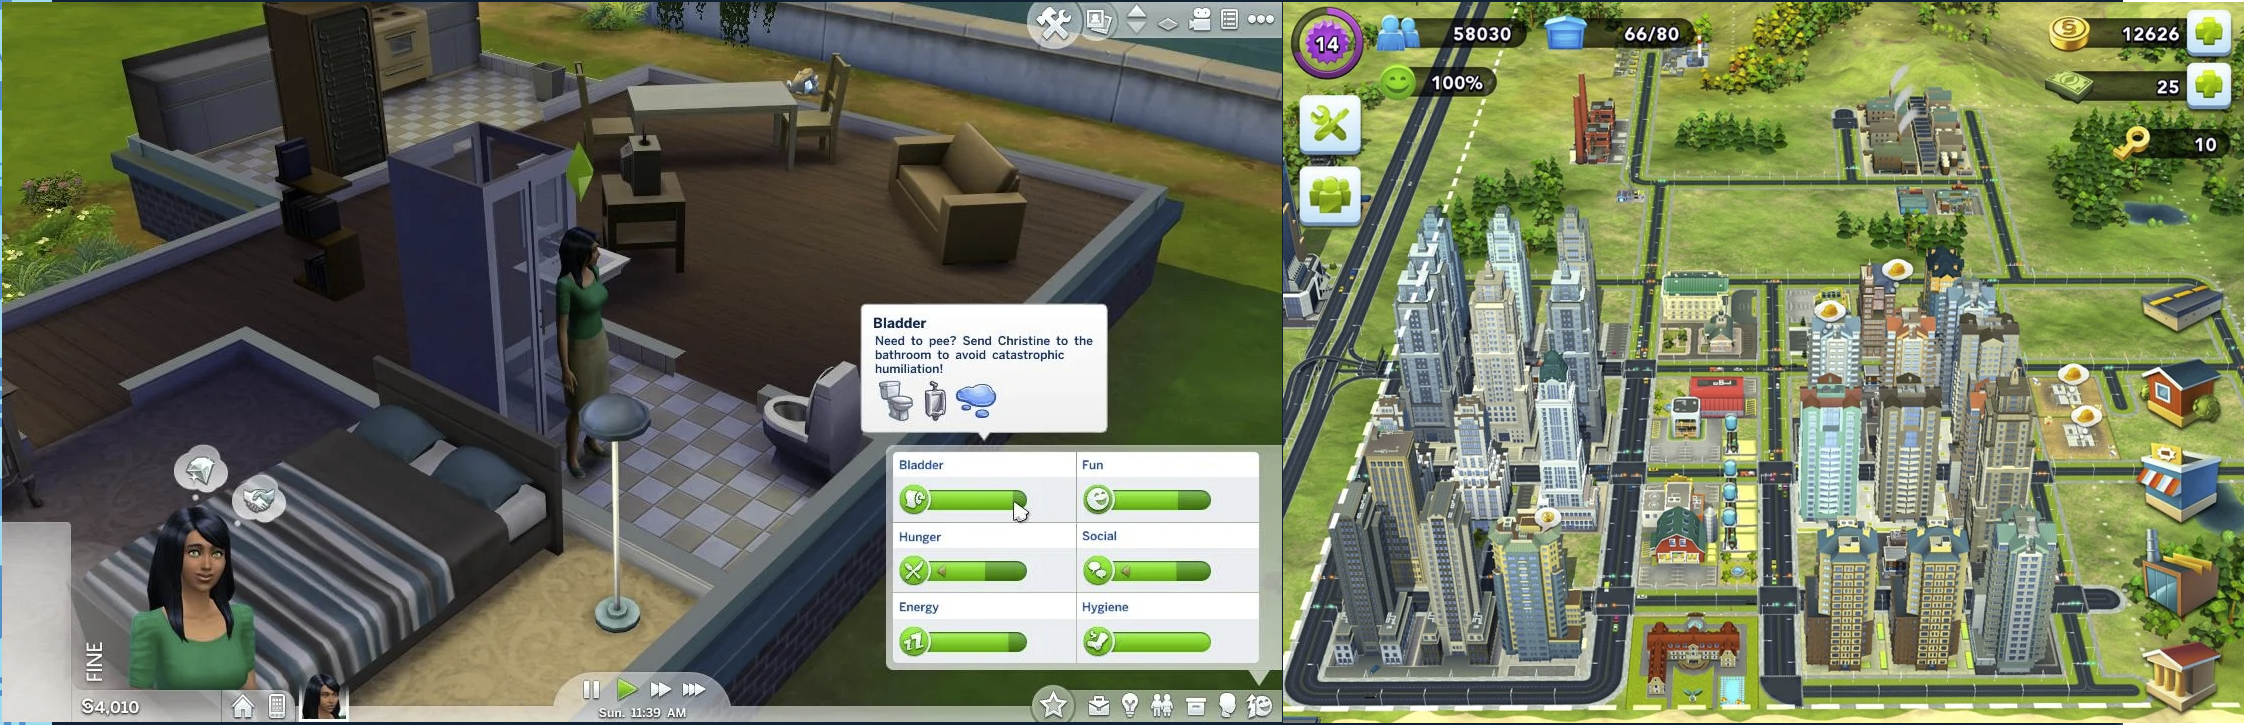 Bladder
Need to pee? Send Christine to the
bathroom to avoid catastrophic
humiliation!
Bladder
Fun
Hunger
Social
Energy
Hygiene
FINE
§4,010
Sun. 11:39 AM
14
58030
66/80
12626
100%
25
10